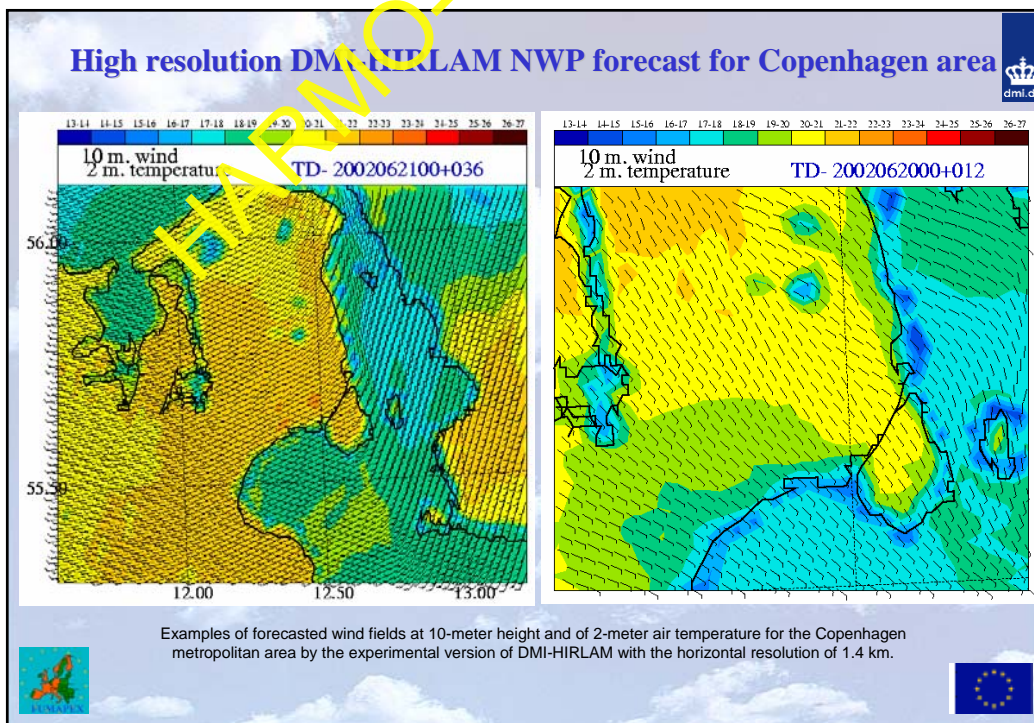 High resolution DMI-HIRLAM NWP forecast for Copenhagen area
HARMO-
dmi.d
13-14 14-15 15-16 16-17 17-18 18-19 19-20 20-21 21-22 22-23 23-24 24-25 25-26 26-27
10 m. wind
2 m. temperature TD- 2002062100+036
56.00
55.50
12.00 12.50 13.00
13-14 14-15 15-16 16-17 17-18 18-19 19-20 20-21 21-22 22-23 23-24 24-25 25-26 26-27
10 m. wind
2 m. temperature TD- 2002062000+012
Examples of forecasted wind fields at 10-meter height and of 2-meter air temperature for the Copenhagen
metropolitan area by the experimental version of DMI-HIRLAM with the horizontal resolution of 1.4 km.
FUMAPEX